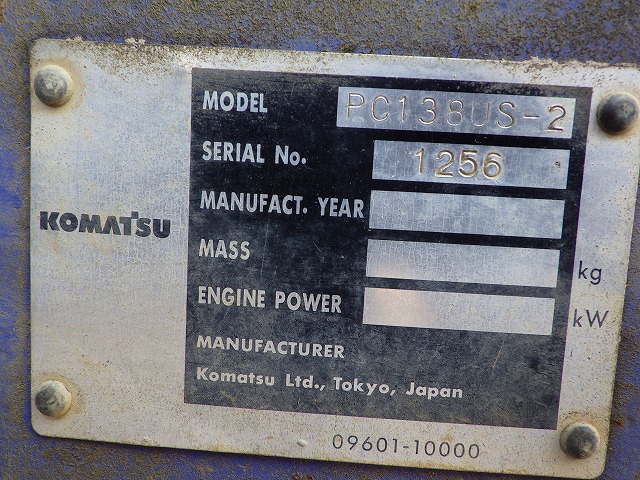 KOMATSU
MODEL PC138US-2
SERIAL No. 1256
MANUFACT. YEAR
MASS kg
ENGINE POWER kW
MANUFACTURER
Komatsu Ltd., Tokyo, Japan
09601-10000